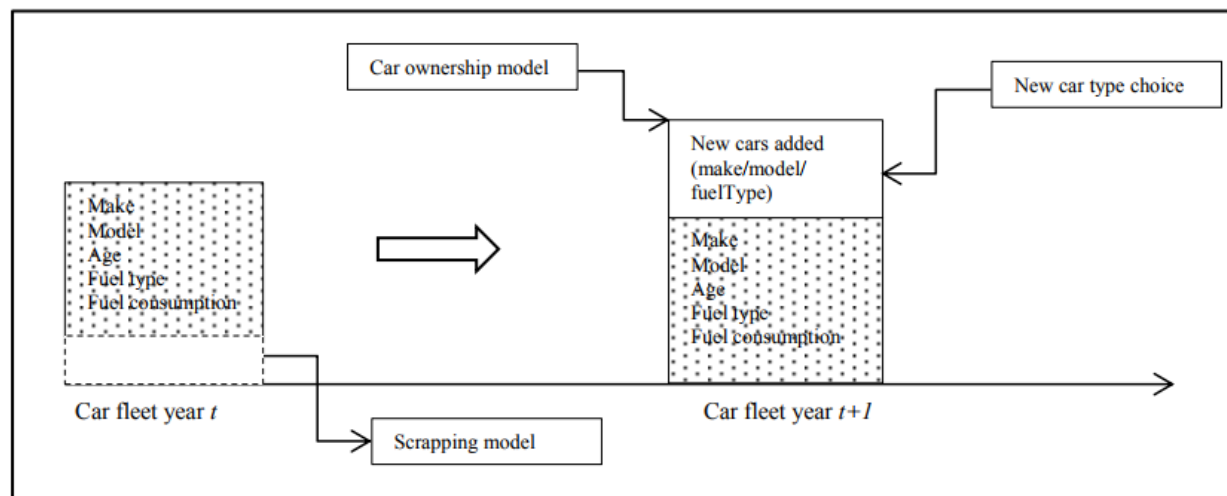 Car ownership model
New car type choice
New cars added
(make/model/
fuelType)
Make
Model
Age
Fuel type
Fuel consumption
Make
Model
Age
Fuel type
Fuel consumption
Car fleet year t
Car fleet year t+1
Scrapping model